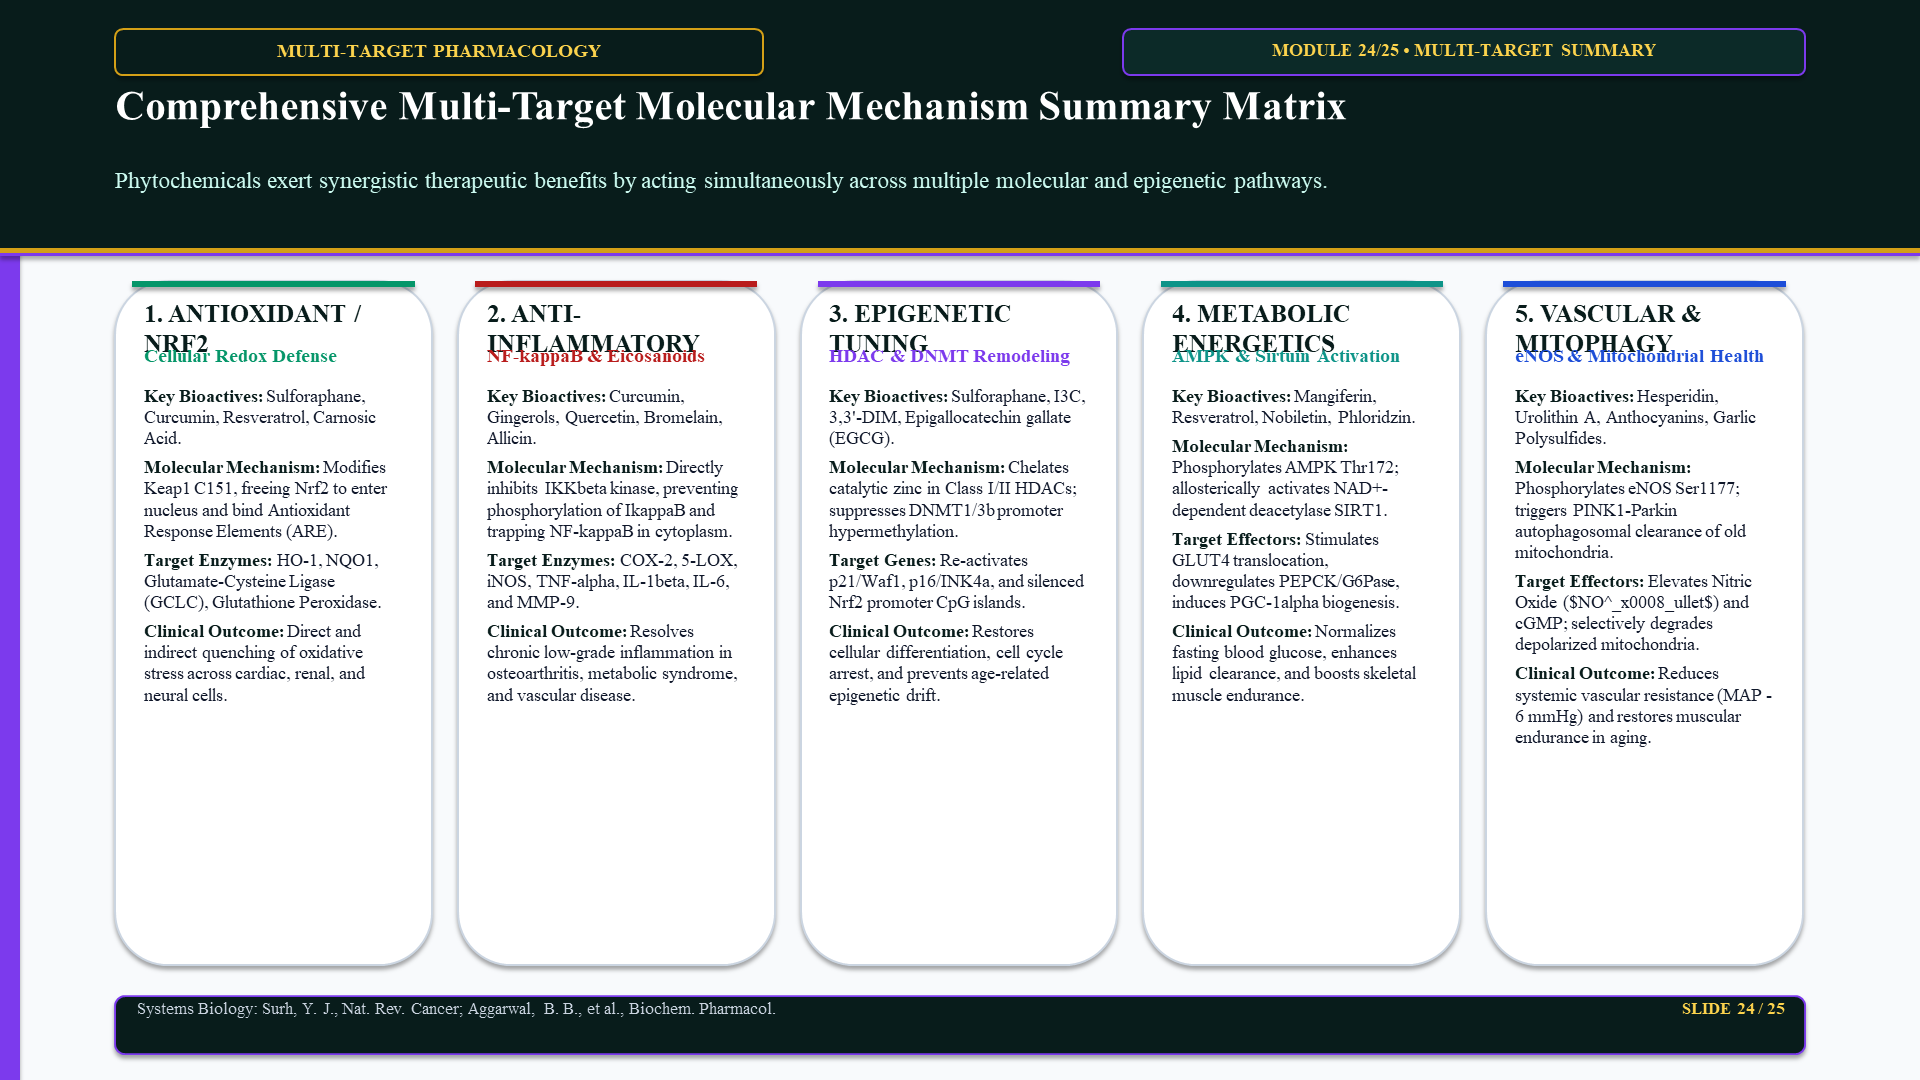 MULTI-TARGET PHARMACOLOGY
MODULE 24/25 • MULTI-TARGET SUMMARY
Comprehensive Multi-Target Molecular Mechanism Summary Matrix
Phytochemicals exert synergistic therapeutic benefits by acting simultaneously across multiple molecular and epigenetic pathways.
1. ANTIOXIDANT /
NRF2
Cellular Redox Defense
Key Bioactives: Sulforaphane,
Curcumin, Resveratrol, Carnosic
Acid.
Molecular Mechanism: Modifies
Keap1 C151, freeing Nrf2 to enter
nucleus and bind Antioxidant
Response Elements (ARE).
Target Enzymes: HO-1, NQO1,
Glutamate-Cysteine Ligase
(GCLC), Glutathione Peroxidase.
Clinical Outcome: Direct and
indirect quenching of oxidative
stress across cardiac, renal, and
neural cells.
2. ANTI-
INFLAMMATORY
NF-kappaB & Eicosanoids
Key Bioactives: Curcumin,
Gingerols, Quercetin, Bromelain,
Allicin.
Molecular Mechanism: Directly
inhibits IKKbeta kinase, preventing
phosphorylation of IkappaB and
trapping NF-kappaB in cytoplasm.
Target Enzymes: COX-2, 5-LOX,
iNOS, TNF-alpha, IL-1beta, IL-6,
and MMP-9.
Clinical Outcome: Resolves
chronic low-grade inflammation in
osteoarthritis, metabolic syndrome,
and vascular disease.
3. EPIGENETIC
TUNING
HDAC & DNMT Remodeling
Key Bioactives: Sulforaphane, I3C,
3,3'-DIM, Epigallocatechin gallate
(EGCG).
Molecular Mechanism: Chelates
catalytic zinc in Class I/II HDACs;
suppresses DNMT1/3b promoter
hypermethylation.
Target Genes: Re-activates
p21/Waf1, p16/INK4a, and silenced
Nrf2 promoter CpG islands.
Clinical Outcome: Restores
cellular differentiation, cell cycle
arrest, and prevents age-related
epigenetic drift.
4. METABOLIC
ENERGETICS
AMPK & Sirtuin Activation
Key Bioactives: Mangiferin,
Resveratrol, Nobiletin, Phloridzin.
Molecular Mechanism:
Phosphorylates AMPK Thr172;
allosterically activates NAD+-
dependent deacetylase SIRT1.
Target Effectors: Stimulates
GLUT4 translocation,
downregulates PEPCK/G6Pase,
induces PGC-1alpha biogenesis.
Clinical Outcome: Normalizes
fasting blood glucose, enhances
lipid clearance, and boosts skeletal
muscle endurance.
5. VASCULAR &
MITOPHAGY
eNOS & Mitochondrial Health
Key Bioactives: Hesperidin,
Urolithin A, Anthocyanins, Garlic
Polysulfides.
Molecular Mechanism:
Phosphorylates eNOS Ser1177;
triggers PINK1-Parkin
autophagosomal clearance of old
mitochondria.
Target Effectors: Elevates Nitric
Oxide ($NO^_x0008_ullet$) and
cGMP; selectively degrades
depolarized mitochondria.
Clinical Outcome: Reduces
systemic vascular resistance (MAP -
6 mmHg) and restores muscular
endurance in aging.
Systems Biology: Surh, Y. J., Nat. Rev. Cancer; Aggarwal, B. B., et al., Biochem. Pharmacol.
SLIDE 24 / 25